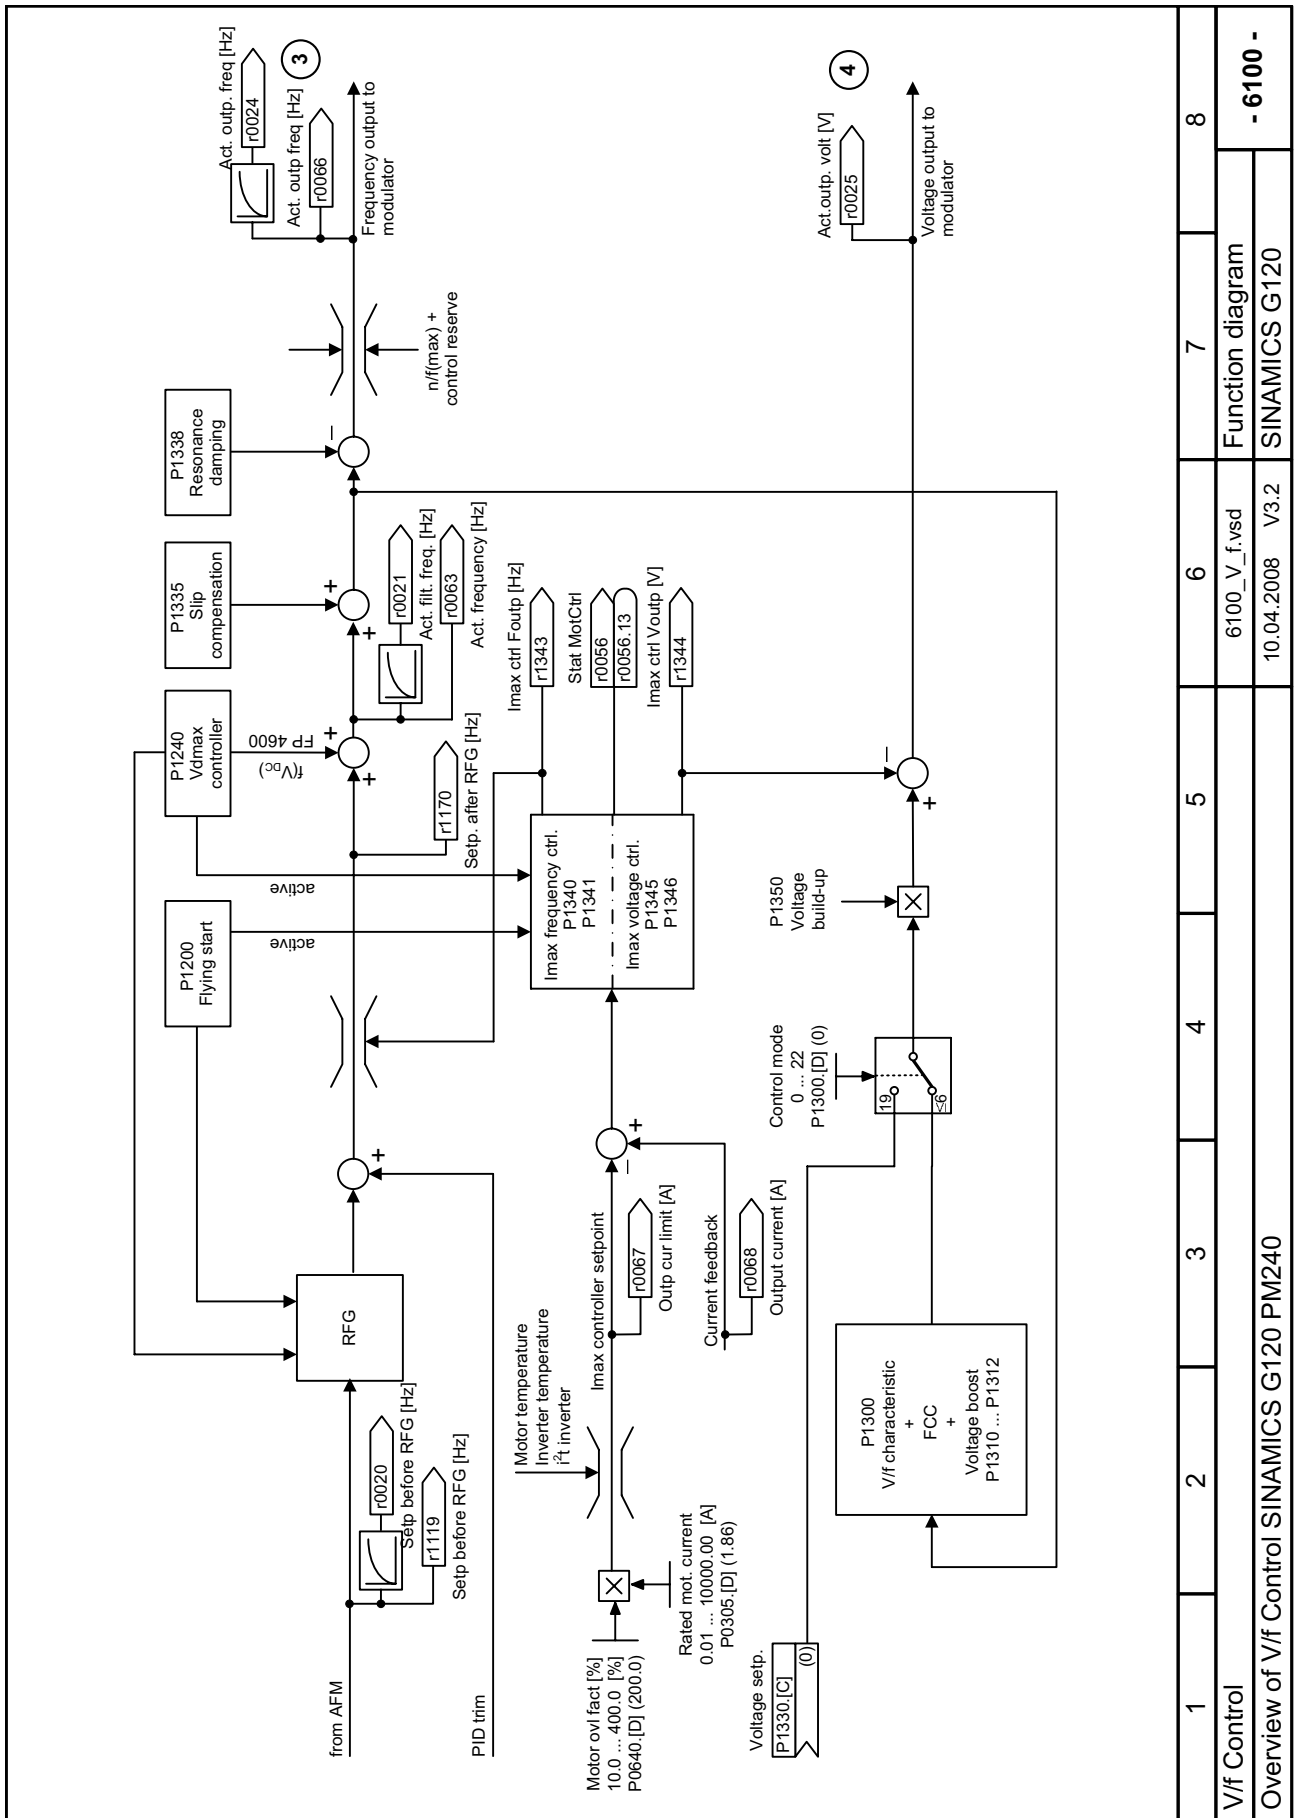 from AFM
r0020
Setp before RFG [Hz]
r1119
Setp before RFG [Hz]
PID trim
RFG
+
P1200
Flying start
active
P1240
Vdmax
controller
active
f(VDC)
FP 4600
+
+
r1170
Setp. after RFG [Hz]
r0021
Act. filt. freq. [Hz]
r0063
Act. frequency [Hz]
P1335
Slip
compensation
+
+
P1338
Resonance
damping
–
n/f(max) +
control reserve
Act. outp. freq [Hz]
r0024
Act. outp freq [Hz]
r0066
3
Frequency output to
modulator
Motor ovl fact [%]
10.0 ... 400.0 [%]
P0640.[D] (200.0)
Rated mot. current
0.01 ... 10000.00 [A]
P0305.[D] (1.86)
Motor temperature
Inverter temperature
i²t inverter
Imax controller setpoint
r0067
Outp cur limit [A]
–
+
Current feedback
r0068
Output current [A]
Imax frequency ctrl.
P1340
P1341
Imax voltage ctrl.
P1345
P1346
Imax ctrl Foutp [Hz]
r1343
Stat MotCtrl
r0056
r0056.13
Imax ctrl Voutp [V]
r1344
Voltage setp.
P1330.[C]
(0)
P1300
V/f characteristic
+
FCC
+
Voltage boost
P1310 ... P1312
Control mode
0 ... 22
P1300.[D] (0)
19
≤6
P1350
Voltage
build-up
+
–
Act.outp. volt [V]
r0025
4
Voltage output to
modulator
1 2 3 4 5 6 7 8
V/f Control
6100_V_f.vsd
Function diagram
- 6100 -
Overview of V/f Control SINAMICS G120 PM240
10.04.2008 V3.2
SINAMICS G120